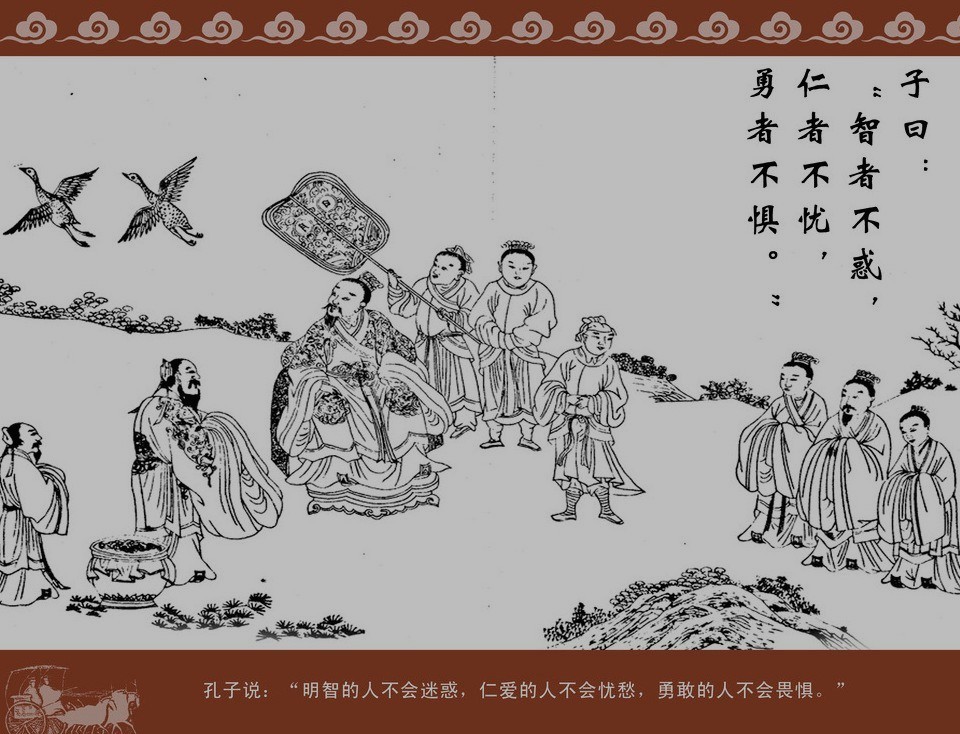 子曰：
“智者不惑，
仁者不忧，
勇者不惧。”
孔子说：“明智的人不会迷惑，仁爱的人不会忧愁，勇敢的人不会畏惧。”